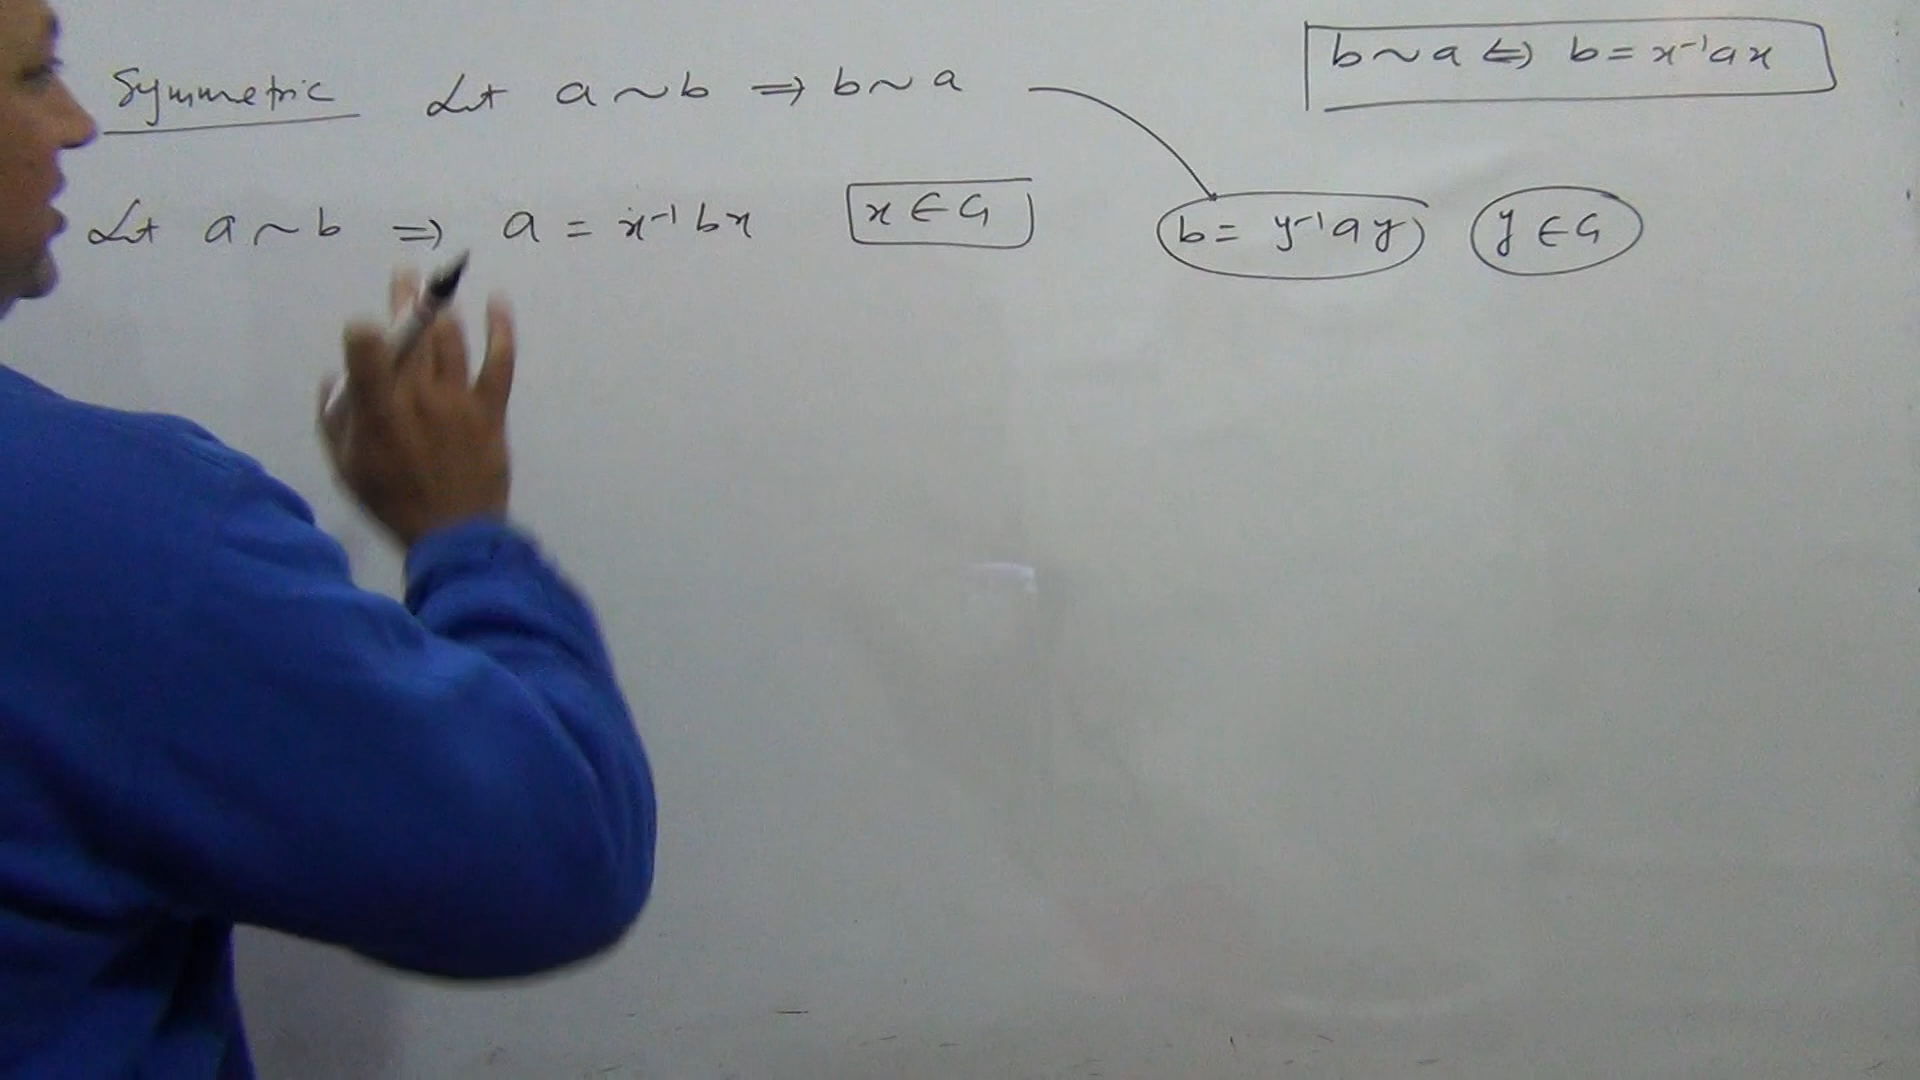 Symmetric Let a ~ b ⇒ b ~ a
b ~ a ⇔ b = x⁻¹ax
Let a ~ b ⇒ a = x⁻¹bx x ∈ G b = y⁻¹ay y ∈ G